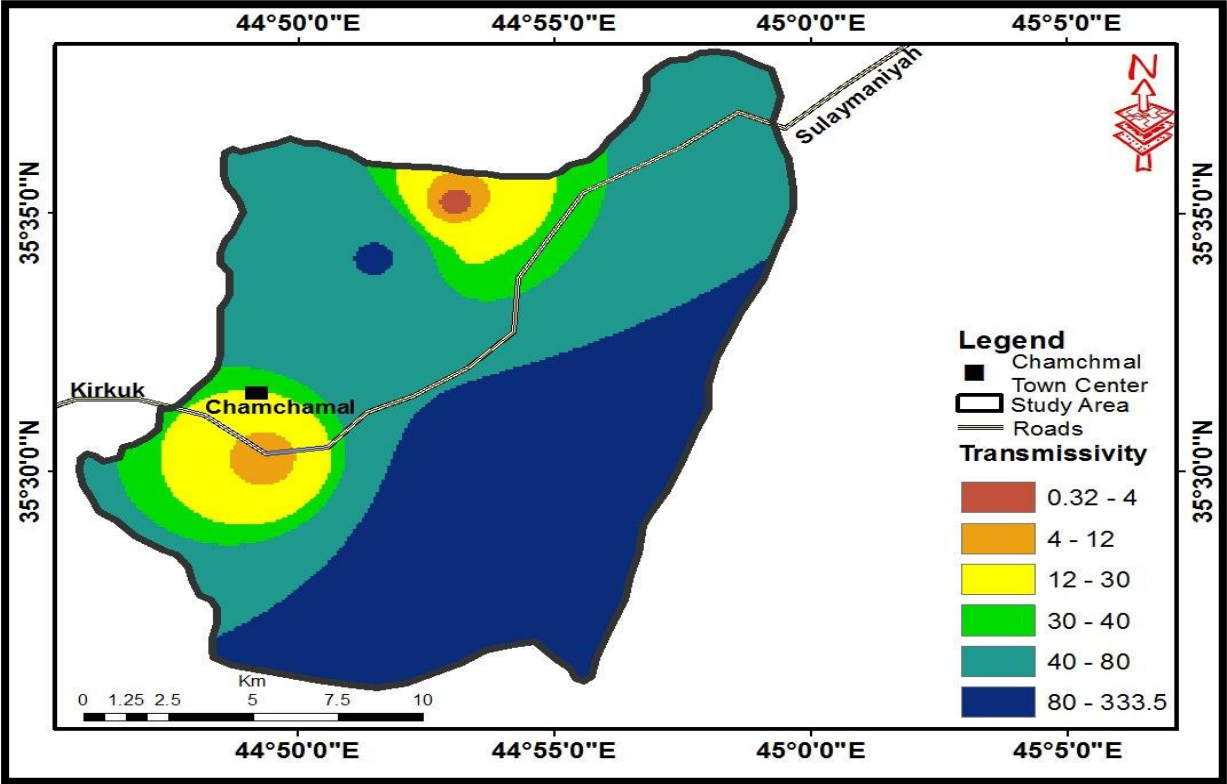 44°50'0"E 44°55'0"E 45°0'0"E 45°5'0"E
N
Sulaymaniyah
35°35'0"N
35°35'0"N
Kirkuk
Chamchamal
Legend
Chamchmal
Town Center
Study Area
Roads
Transmissivity
0.32 - 4
4 - 12
12 - 30
30 - 40
40 - 80
80 - 333.5
35°30'0"N
35°30'0"N
Km
0 1.25 2.5 5 7.5 10
44°50'0"E 44°55'0"E 45°0'0"E 45°5'0"E